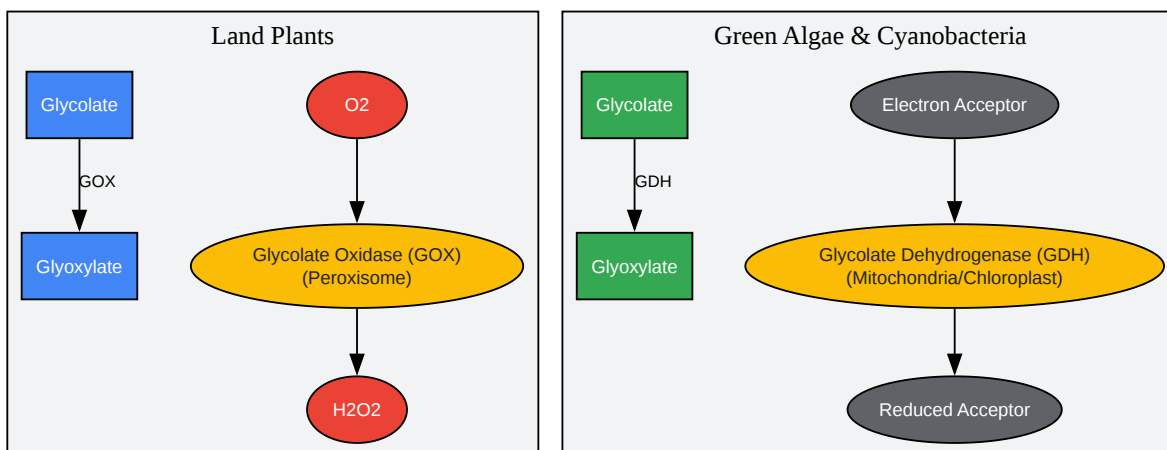 Land Plants
Glycolate
O2
GOX
Glyoxylate
Glycolate Oxidase (GOX)
(Peroxisome)
H2O2
Green Algae & Cyanobacteria
Glycolate
Electron Acceptor
GDH
Glyoxylate
Glycolate Dehydrogenase (GDH)
(Mitochondria/Chloroplast)
Reduced Acceptor